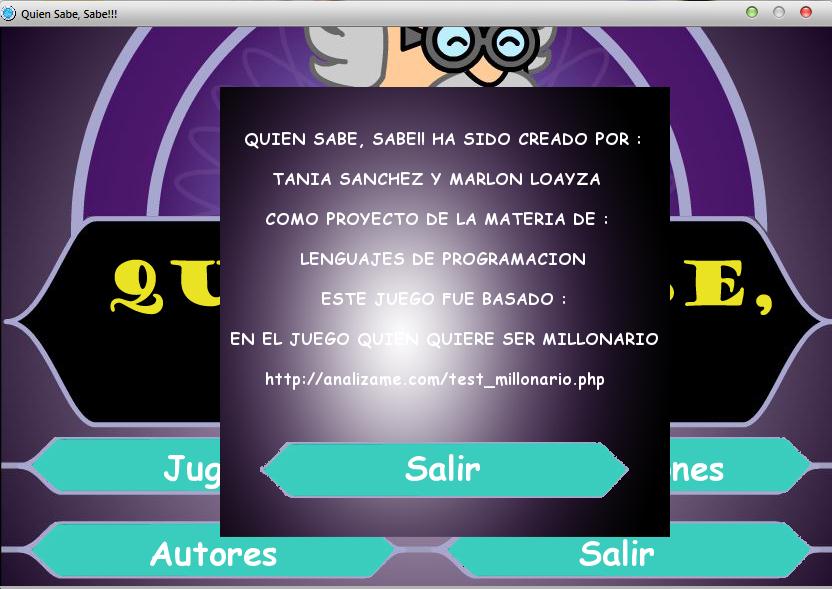 Quien Sabe, Sabe!!!
QUIEN SABE, SABE!! HA SIDO CREADO POR :
TANIA SANCHEZ Y MARLON LOAYZA
COMO PROYECTO DE LA MATERIA DE :
LENGUAJES DE PROGRAMACION
ESTE JUEGO FUE BASADO :
EN EL JUEGO QUIEN QUIERE SER MILLONARIO
http://analizame.com/test_millonario.php
Salir
Autores
Salir